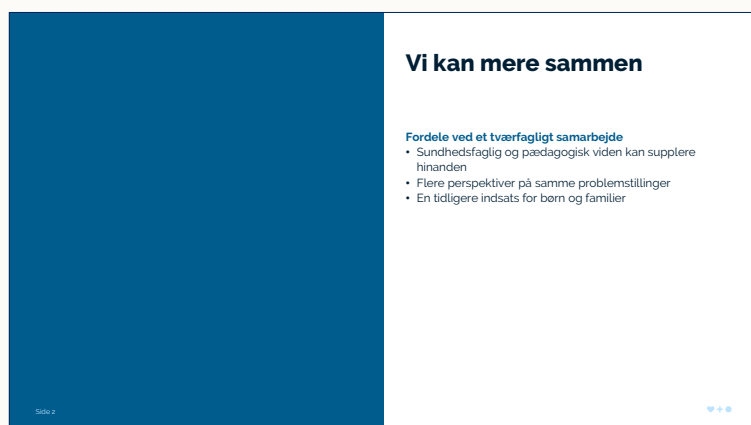 Vi kan mere sammen
Fordele ved et tværfagligt samarbejde
• Sundhedsfaglig og pædagogisk viden kan supplere
hinanden
• Flere perspektiver på samme problemstillinger
• En tidligere indsats for børn og familier
Side 2